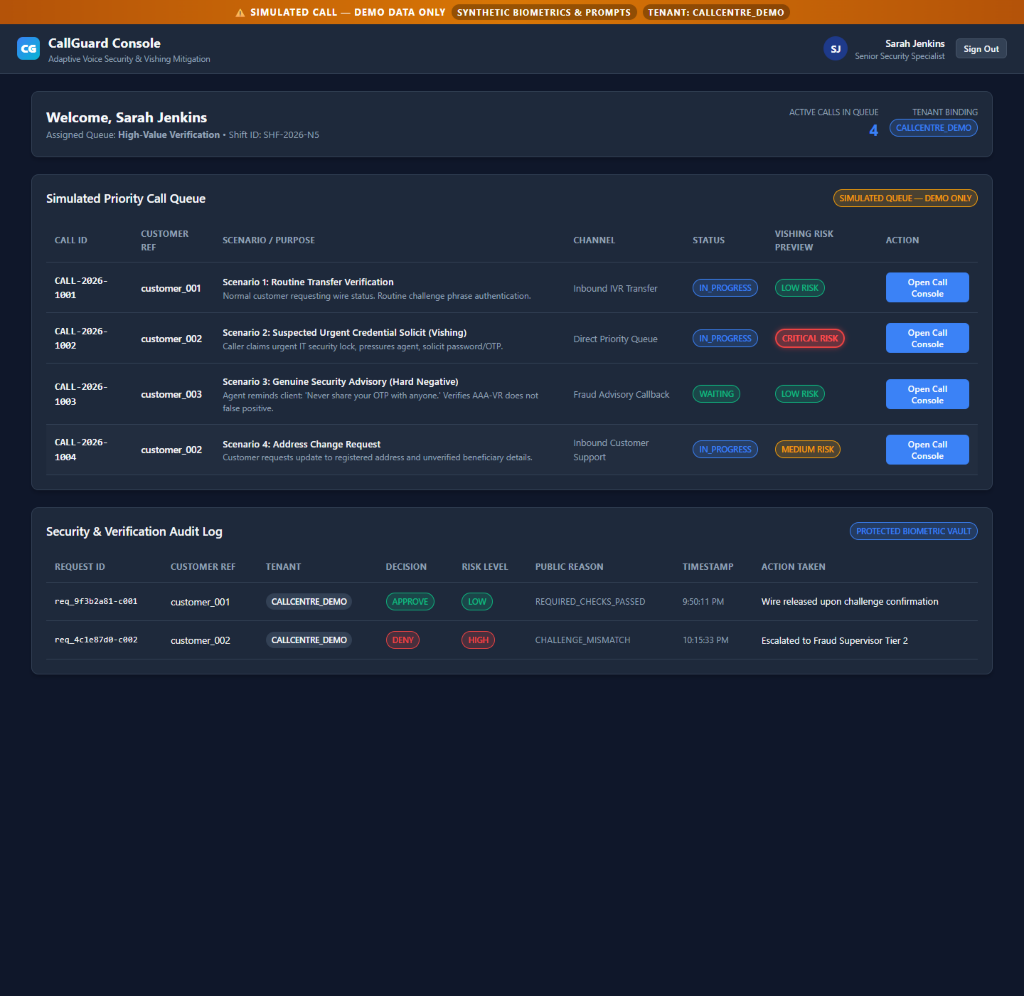 ⚠ SIMULATED CALL — DEMO DATA ONLY SYNTHETIC BIOMETRICS & PROMPTS TENANT: CALLCENTRE_DEMO
CG CallGuard Console
Adaptive Voice Security & Vishing Mitigation
SJ Sarah Jenkins
Senior Security Specialist
Sign Out
Welcome, Sarah Jenkins
Assigned Queue: High-Value Verification • Shift ID: SHF-2026-N5
ACTIVE CALLS IN QUEUE
4
TENANT BINDING
CALLCENTRE_DEMO
Simulated Priority Call Queue
SIMULATED QUEUE — DEMO ONLY
CALL ID
CUSTOMER
REF
SCENARIO / PURPOSE
CHANNEL
STATUS
VISHING RISK
PREVIEW
ACTION
CALL-2026-
1001
customer_001
Scenario 1: Routine Transfer Verification
Normal customer requesting wire status. Routine challenge phrase authentication.
Inbound IVR Transfer
IN_PROGRESS
LOW RISK
Open Call
Console
CALL-2026-
1002
customer_002
Scenario 2: Suspected Urgent Credential Solicit (Vishing)
Caller claims urgent IT security lock, pressures agent, solicit password/OTP.
Direct Priority Queue
IN_PROGRESS
CRITICAL RISK
Open Call
Console
CALL-2026-
1003
customer_003
Scenario 3: Genuine Security Advisory (Hard Negative)
Agent reminds client: 'Never share your OTP with anyone.' Verifies AAA-VR does not
false positive.
Fraud Advisory Callback
WAITING
LOW RISK
Open Call
Console
CALL-2026-
1004
customer_002
Scenario 4: Address Change Request
Customer requests update to registered address and unverified beneficiary details.
Inbound Customer
Support
IN_PROGRESS
MEDIUM RISK
Open Call
Console
Security & Verification Audit Log
PROTECTED BIOMETRIC VAULT
REQUEST ID CUSTOMER REF TENANT DECISION RISK LEVEL PUBLIC REASON TIMESTAMP ACTION TAKEN
req_9f3b2a81-c001 customer_001 CALLCENTRE_DEMO APPROVE LOW REQUIRED_CHECKS_PASSED 9:50:11 PM Wire released upon challenge confirmation
req_4c1e87d0-c002 customer_002 CALLCENTRE_DEMO DENY HIGH CHALLENGE_MISMATCH 10:15:33 PM Escalated to Fraud Supervisor Tier 2